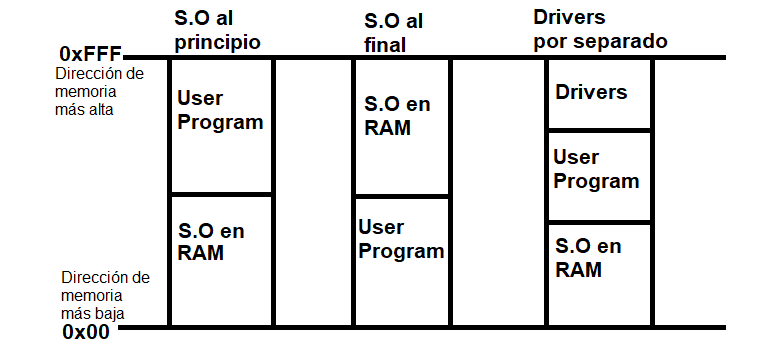 S.O al
principio
S.O al
final
Drivers
por separado
0xFFF
Dirección de
memoria
más alta
User
Program
S.O en
RAM
S.O en
RAM
User
Program
Drivers
User
Program
S.O en
RAM
Dirección de
memoria
más baja
0x00